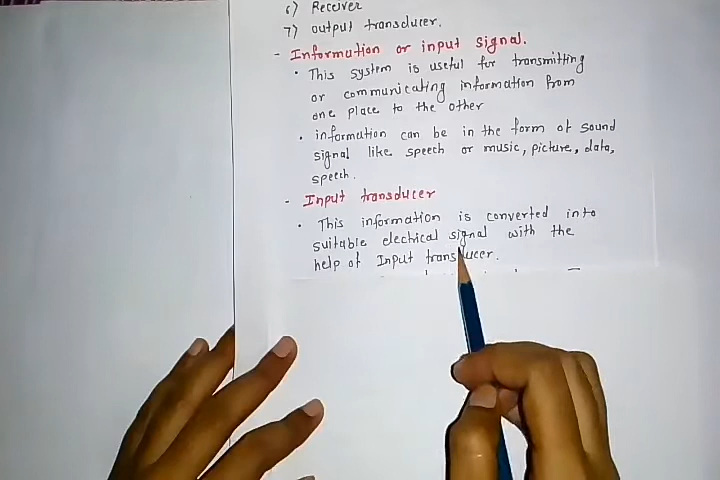 6) Receiver
7) output transducer.
- Information or input signal.
• This system is useful for transmitting
or communicating information from
one place to the other
• information can be in the form of sound
signal like speech or music, picture, data,
speech.
- Input transducer
• This information is converted into
suitable electrical signal with the
help of Input transducer.